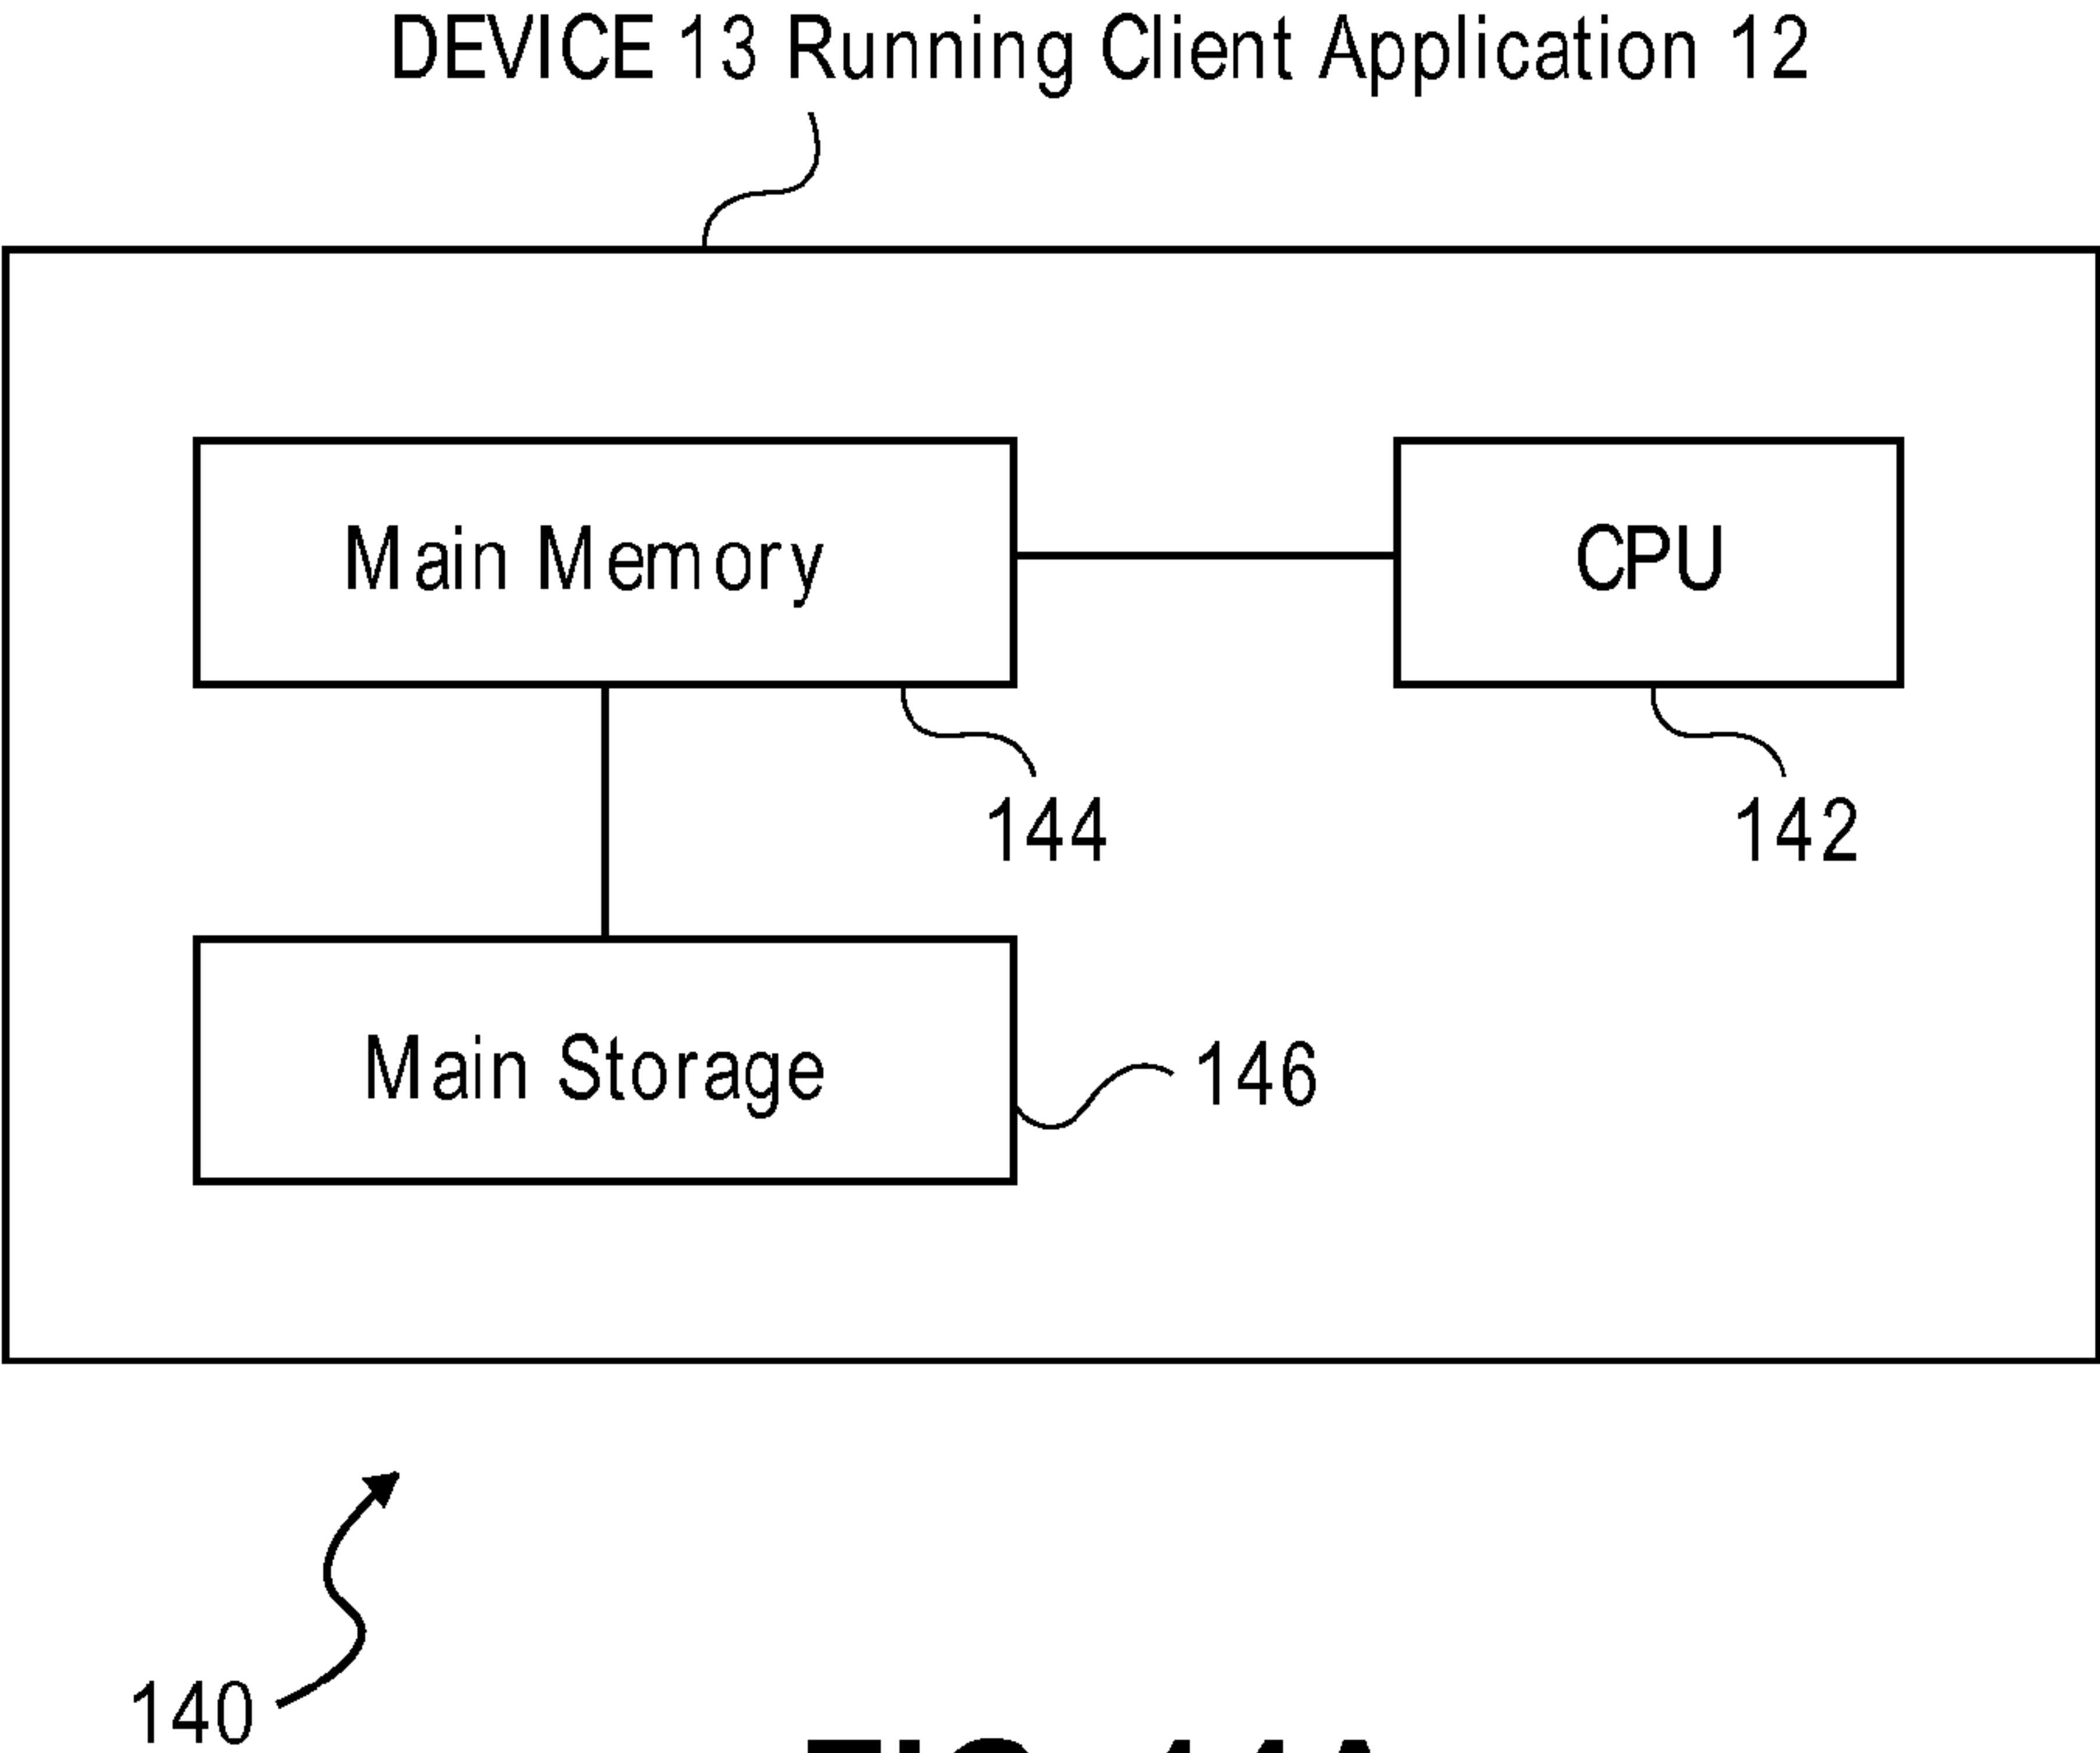 DEVICE 13 Running Client Application 12
Main Memory
CPU
144
142
Main Storage
146
140